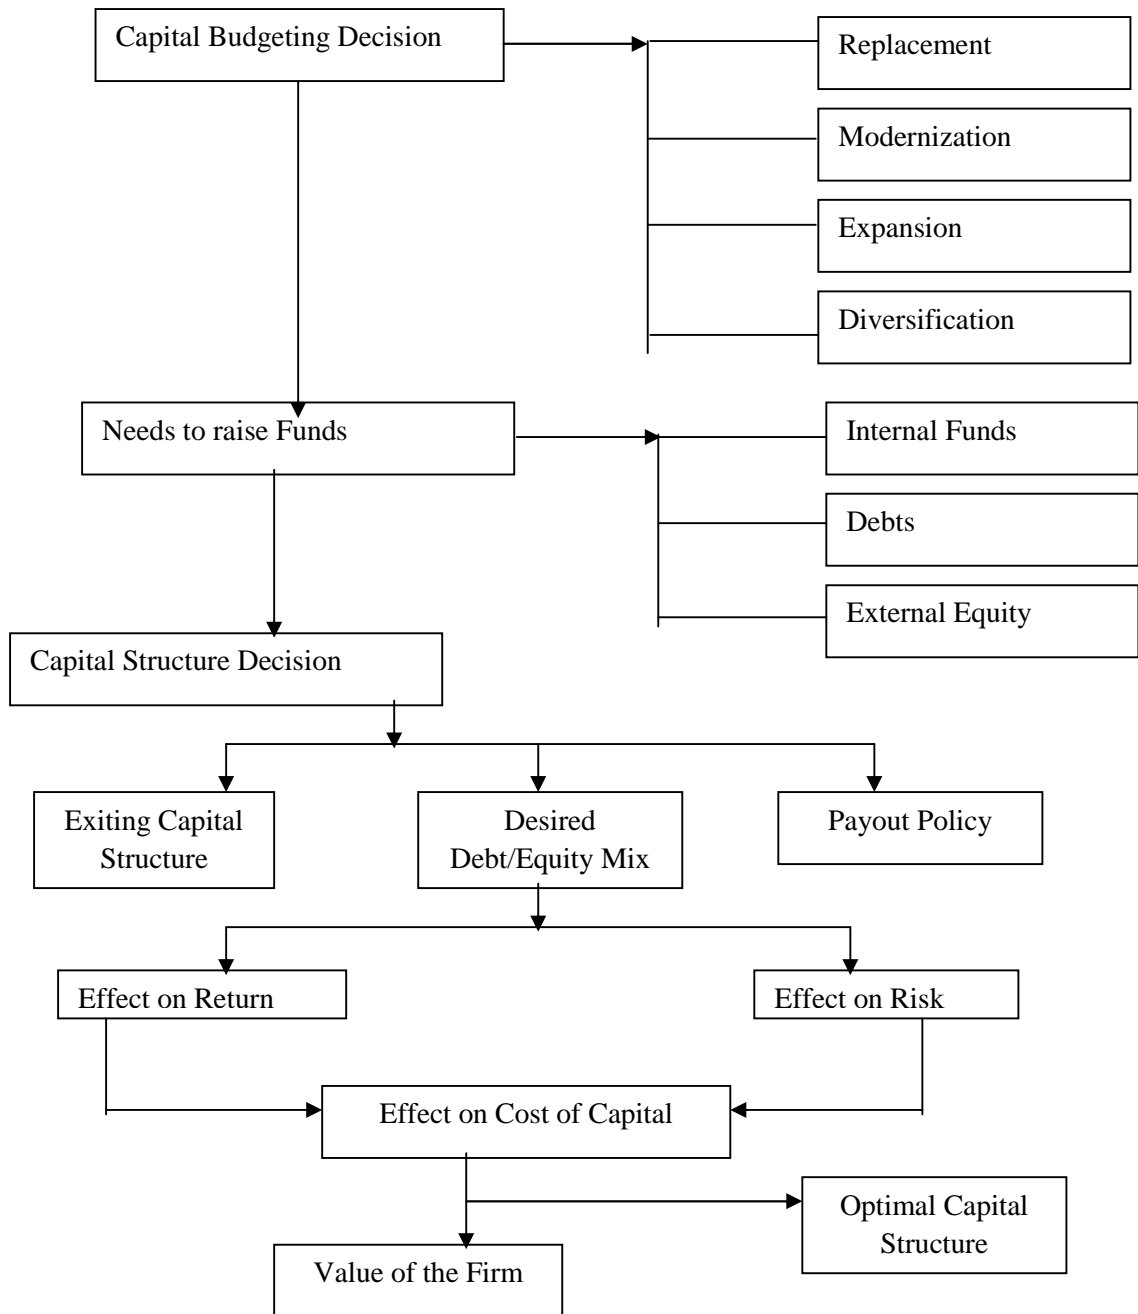 Capital Budgeting Decision
Replacement
Modernization
Expansion
Diversification
Needs to raise Funds
Internal Funds
Debts
External Equity
Capital Structure Decision
Exiting Capital
Structure
Desired
Debt/Equity Mix
Payout Policy
Effect on Return
Effect on Risk
Effect on Cost of Capital
Optimal Capital
Structure
Value of the Firm